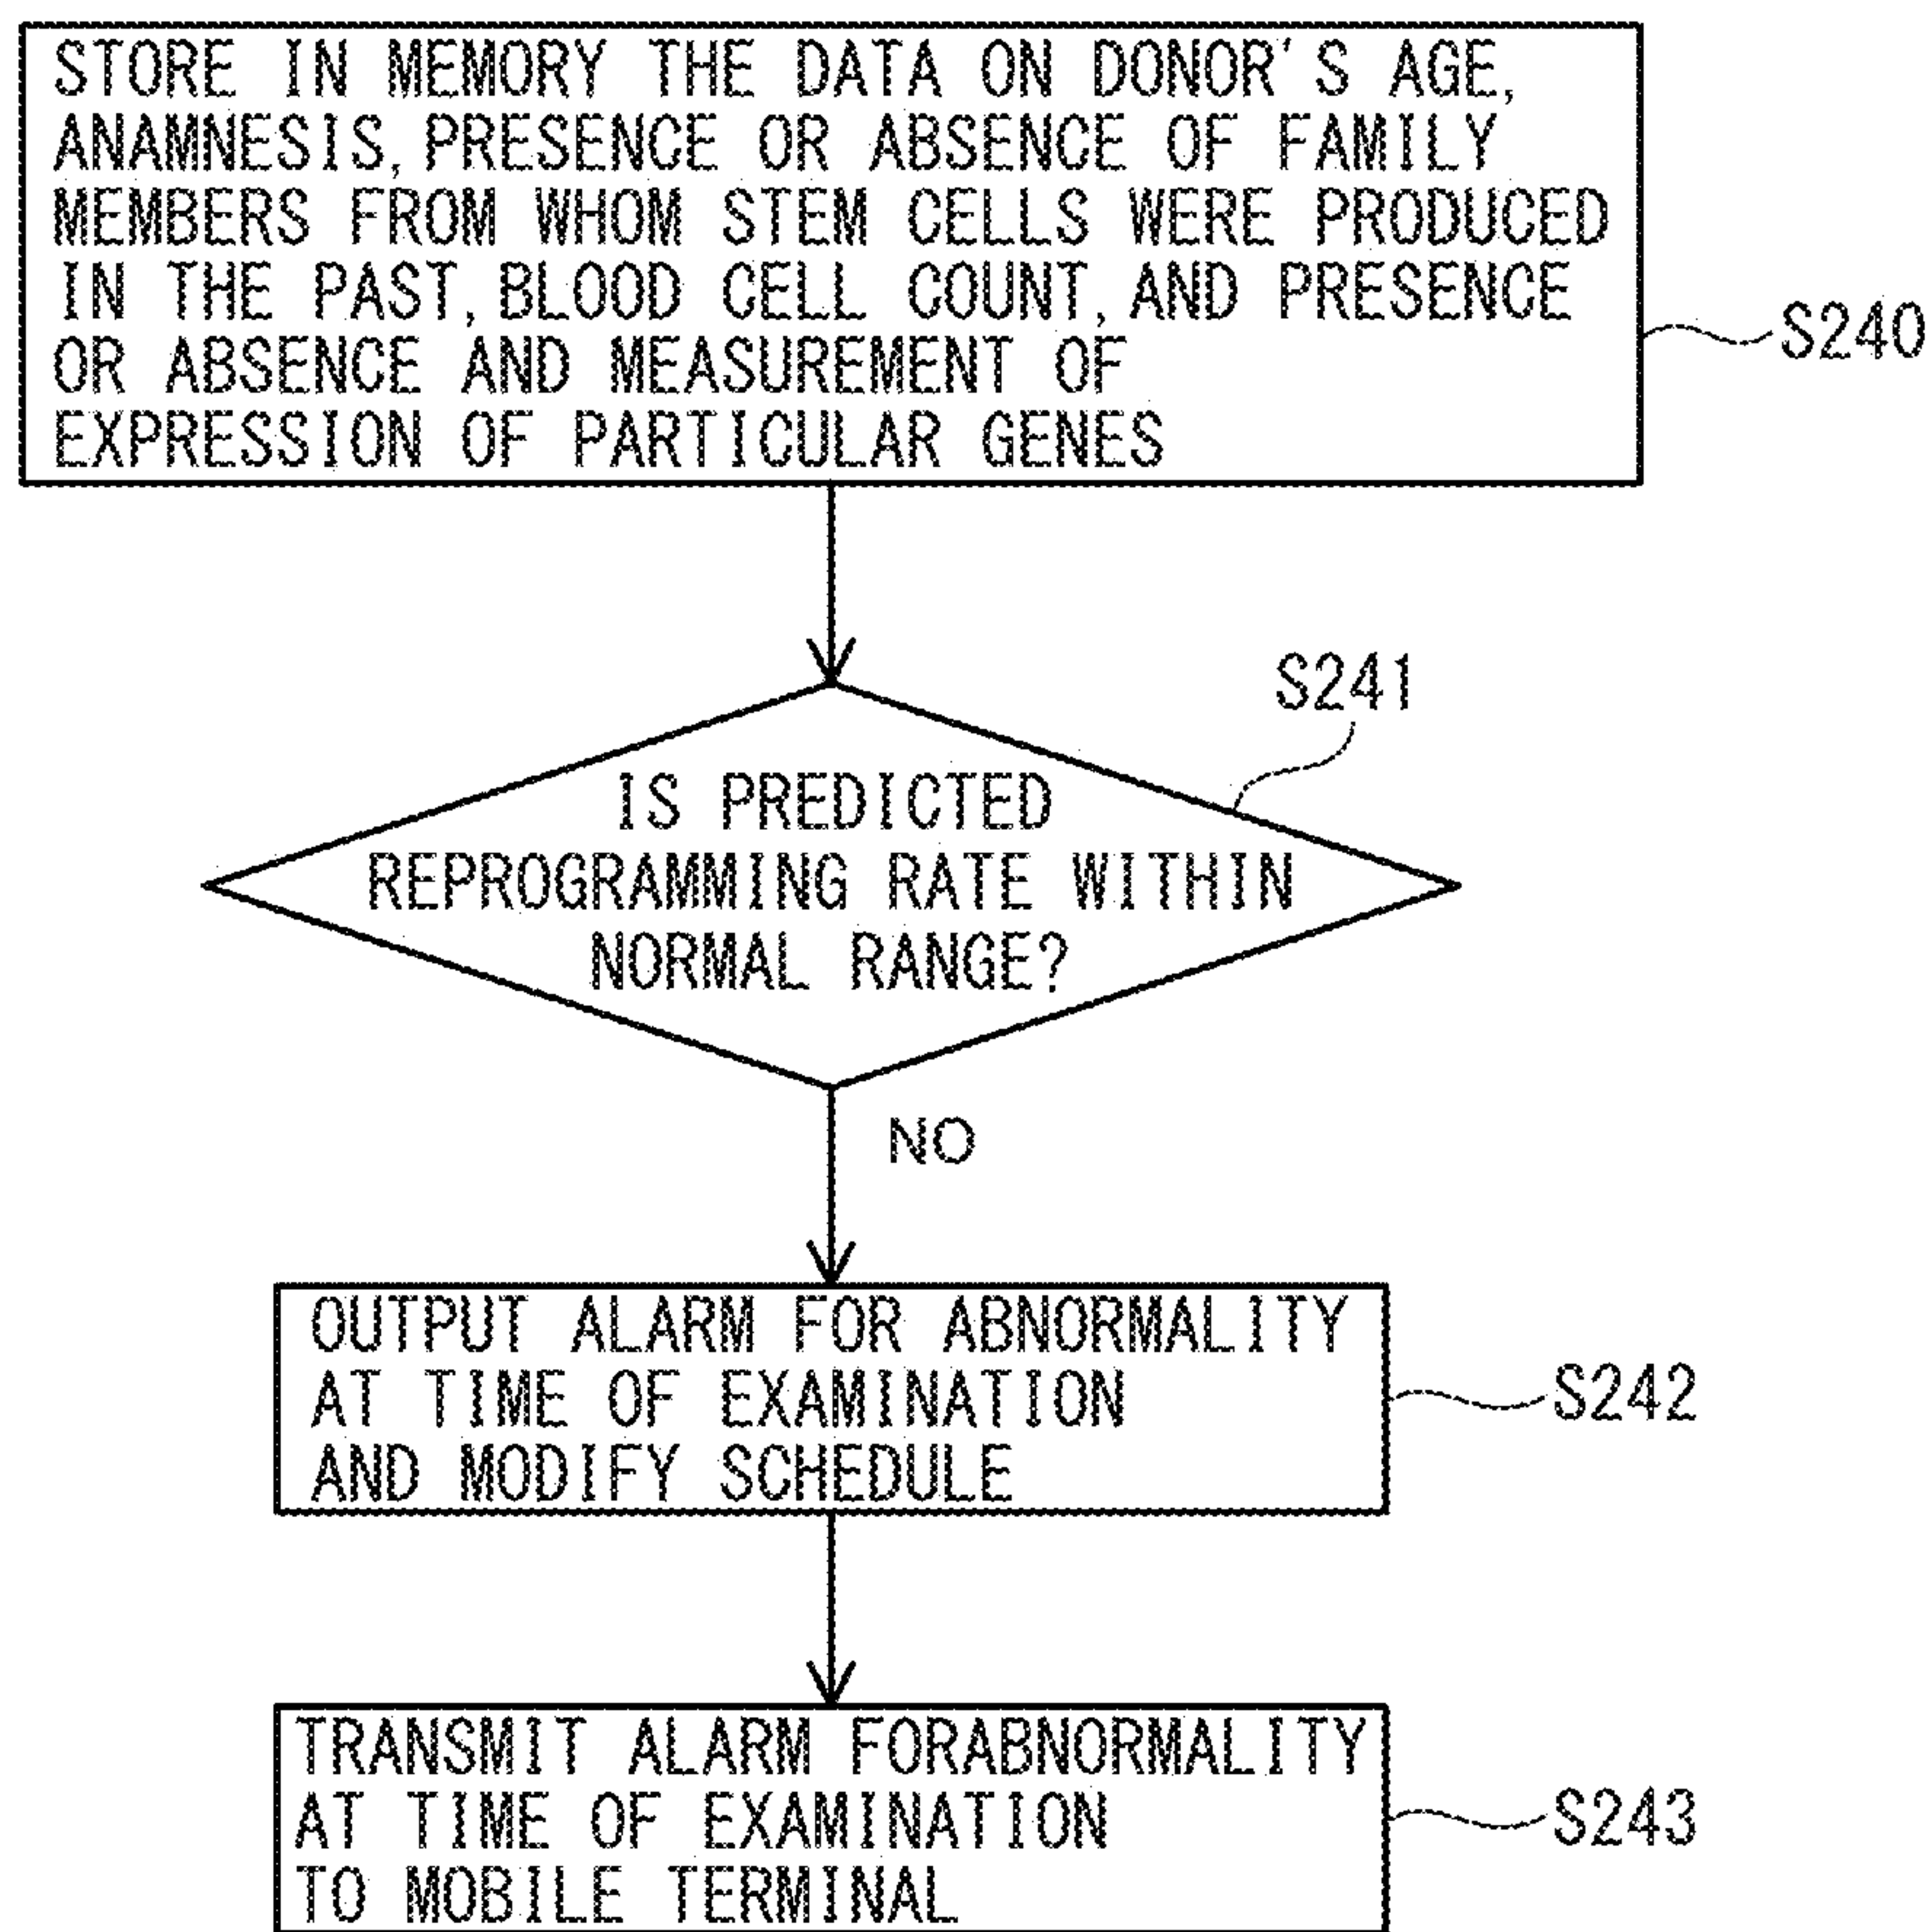 STORE IN MEMORY THE DATA ON DONOR'S AGE,
ANAMNESIS, PRESENCE OR ABSENCE OF FAMILY
MEMBERS FROM WHOM STEM CELLS WERE PRODUCED
IN THE PAST, BLOOD CELL COUNT, AND PRESENCE
OR ABSENCE AND MEASUREMENT OF
EXPRESSION OF PARTICULAR GENES
S240
S241
IS PREDICTED
REPROGRAMMING RATE WITHIN
NORMAL RANGE?
NO
OUTPUT ALARM FOR ABNORMALITY
AT TIME OF EXAMINATION
AND MODIFY SCHEDULE
S242
TRANSMIT ALARM FORABNORMALITY
AT TIME OF EXAMINATION
TO MOBILE TERMINAL
S243